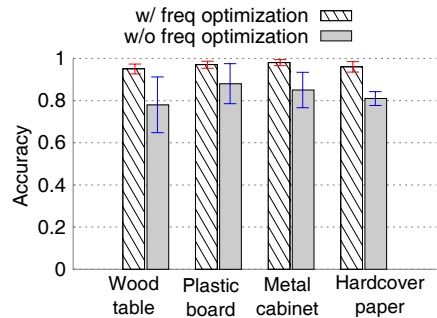 w/ freq optimization
w/o freq optimization
1
0.8
0.6
0.4
0.2
0
Accuracy
Wood table
Plastic board
Metal cabinet
Hardcover paper